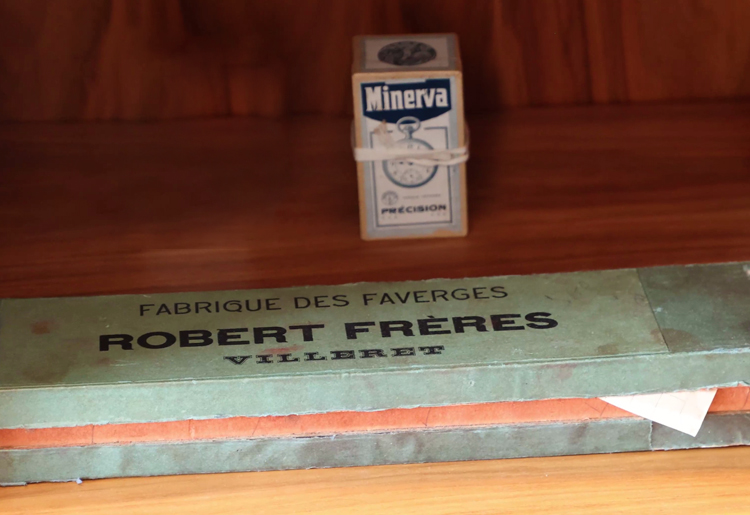 Minerva
PRÉCISION
FABRIQUE DES FAVERGES
ROBERT FRÈRES
VILLERET